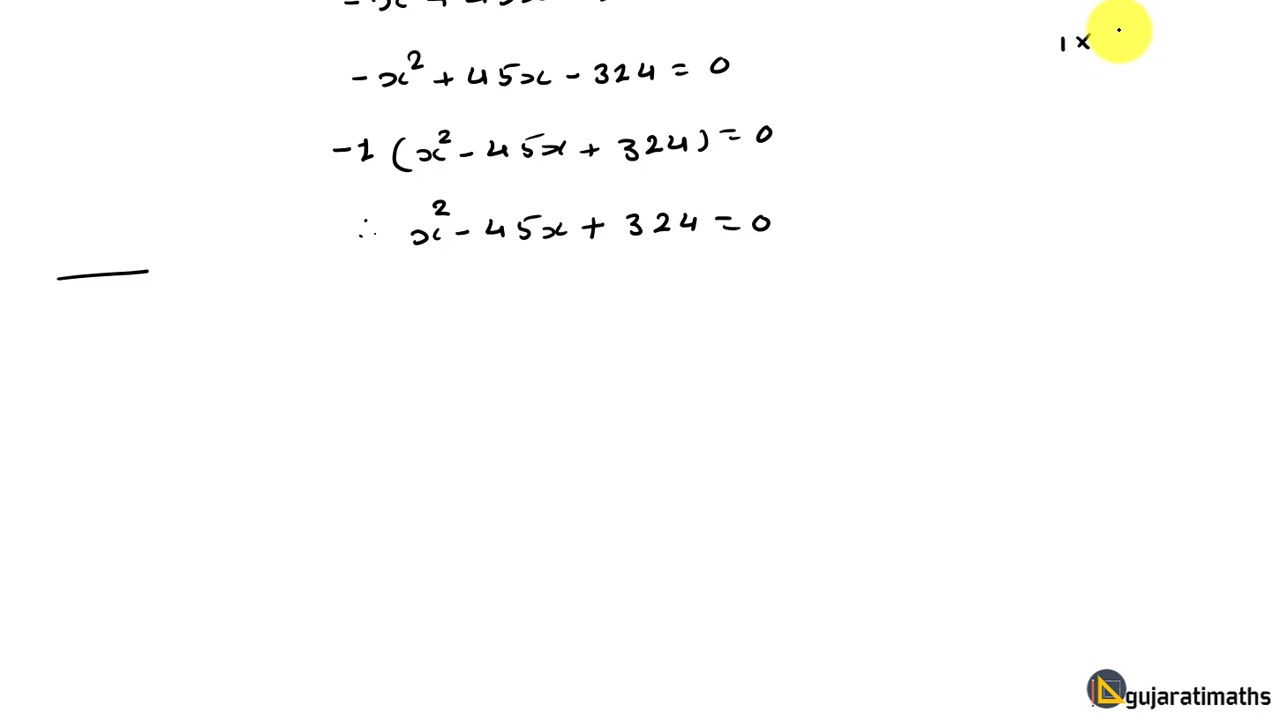 -x² + 45x - 324 = 0
-1 (x² - 45x + 324) = 0
∴ x² - 45x + 324 = 0
1 ×
gujaratimaths